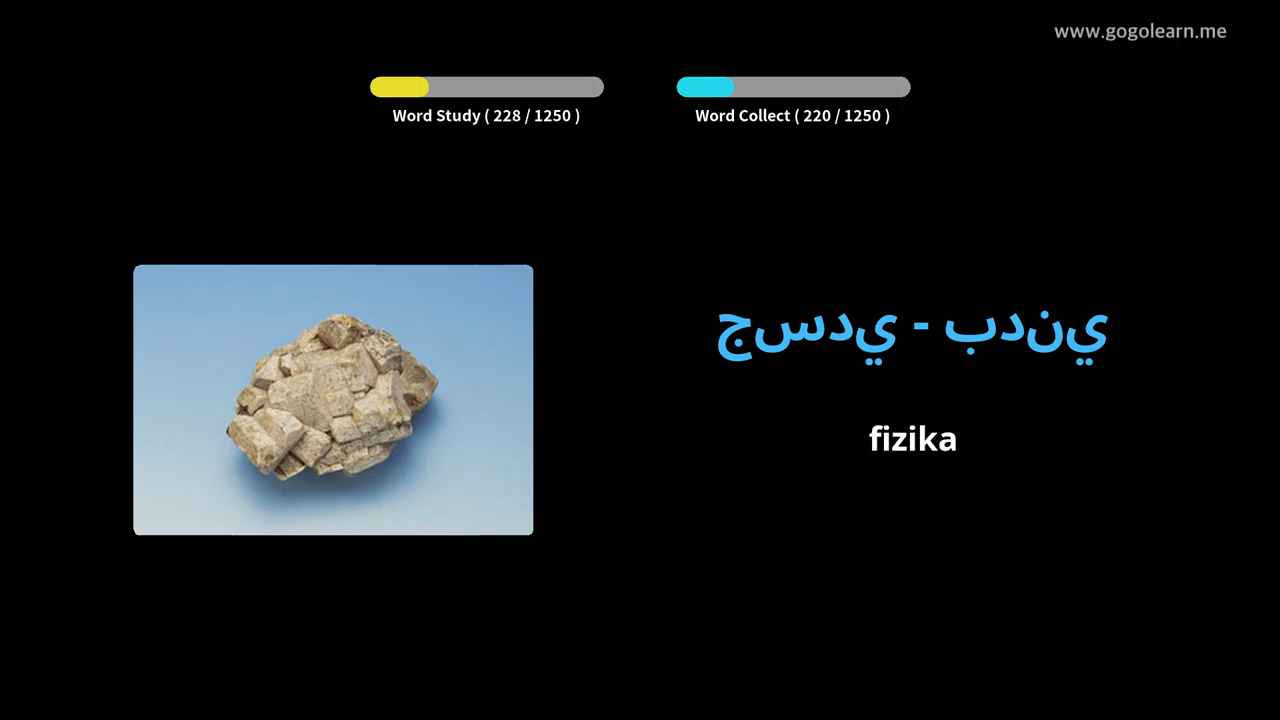 www.gogolearn.me
Word Study ( 228 / 1250 )
Word Collect ( 220 / 1250 )
جسدي - بدني
fizika